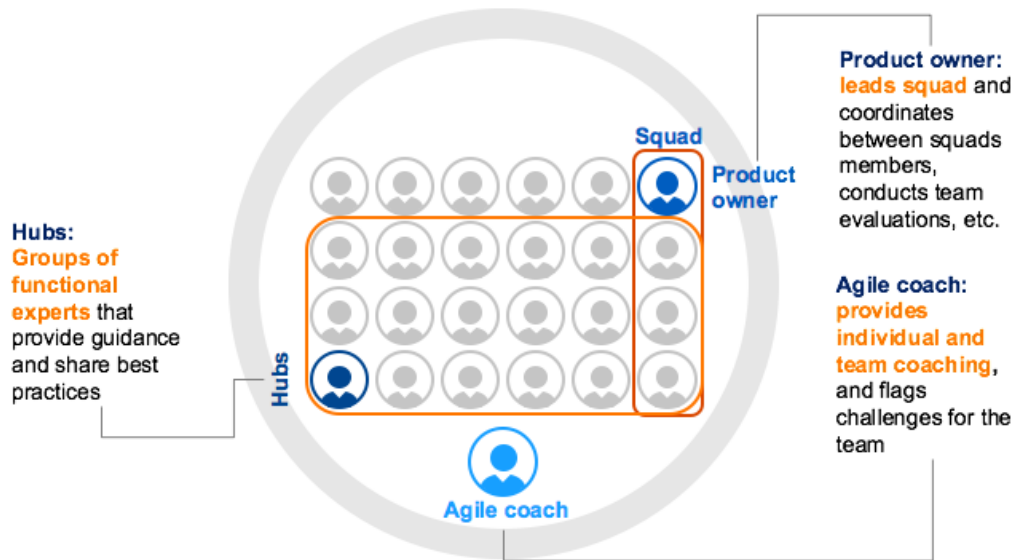 Product owner:
leads squad and
coordinates
between squads
members,
conducts team
evaluations, etc.
Squad
Product
owner
Hubs:
Groups of
functional
experts that
provide guidance
and share best
practices
Hubs
Agile coach:
provides
individual and
team coaching,
and flags
challenges for the
team
Agile coach